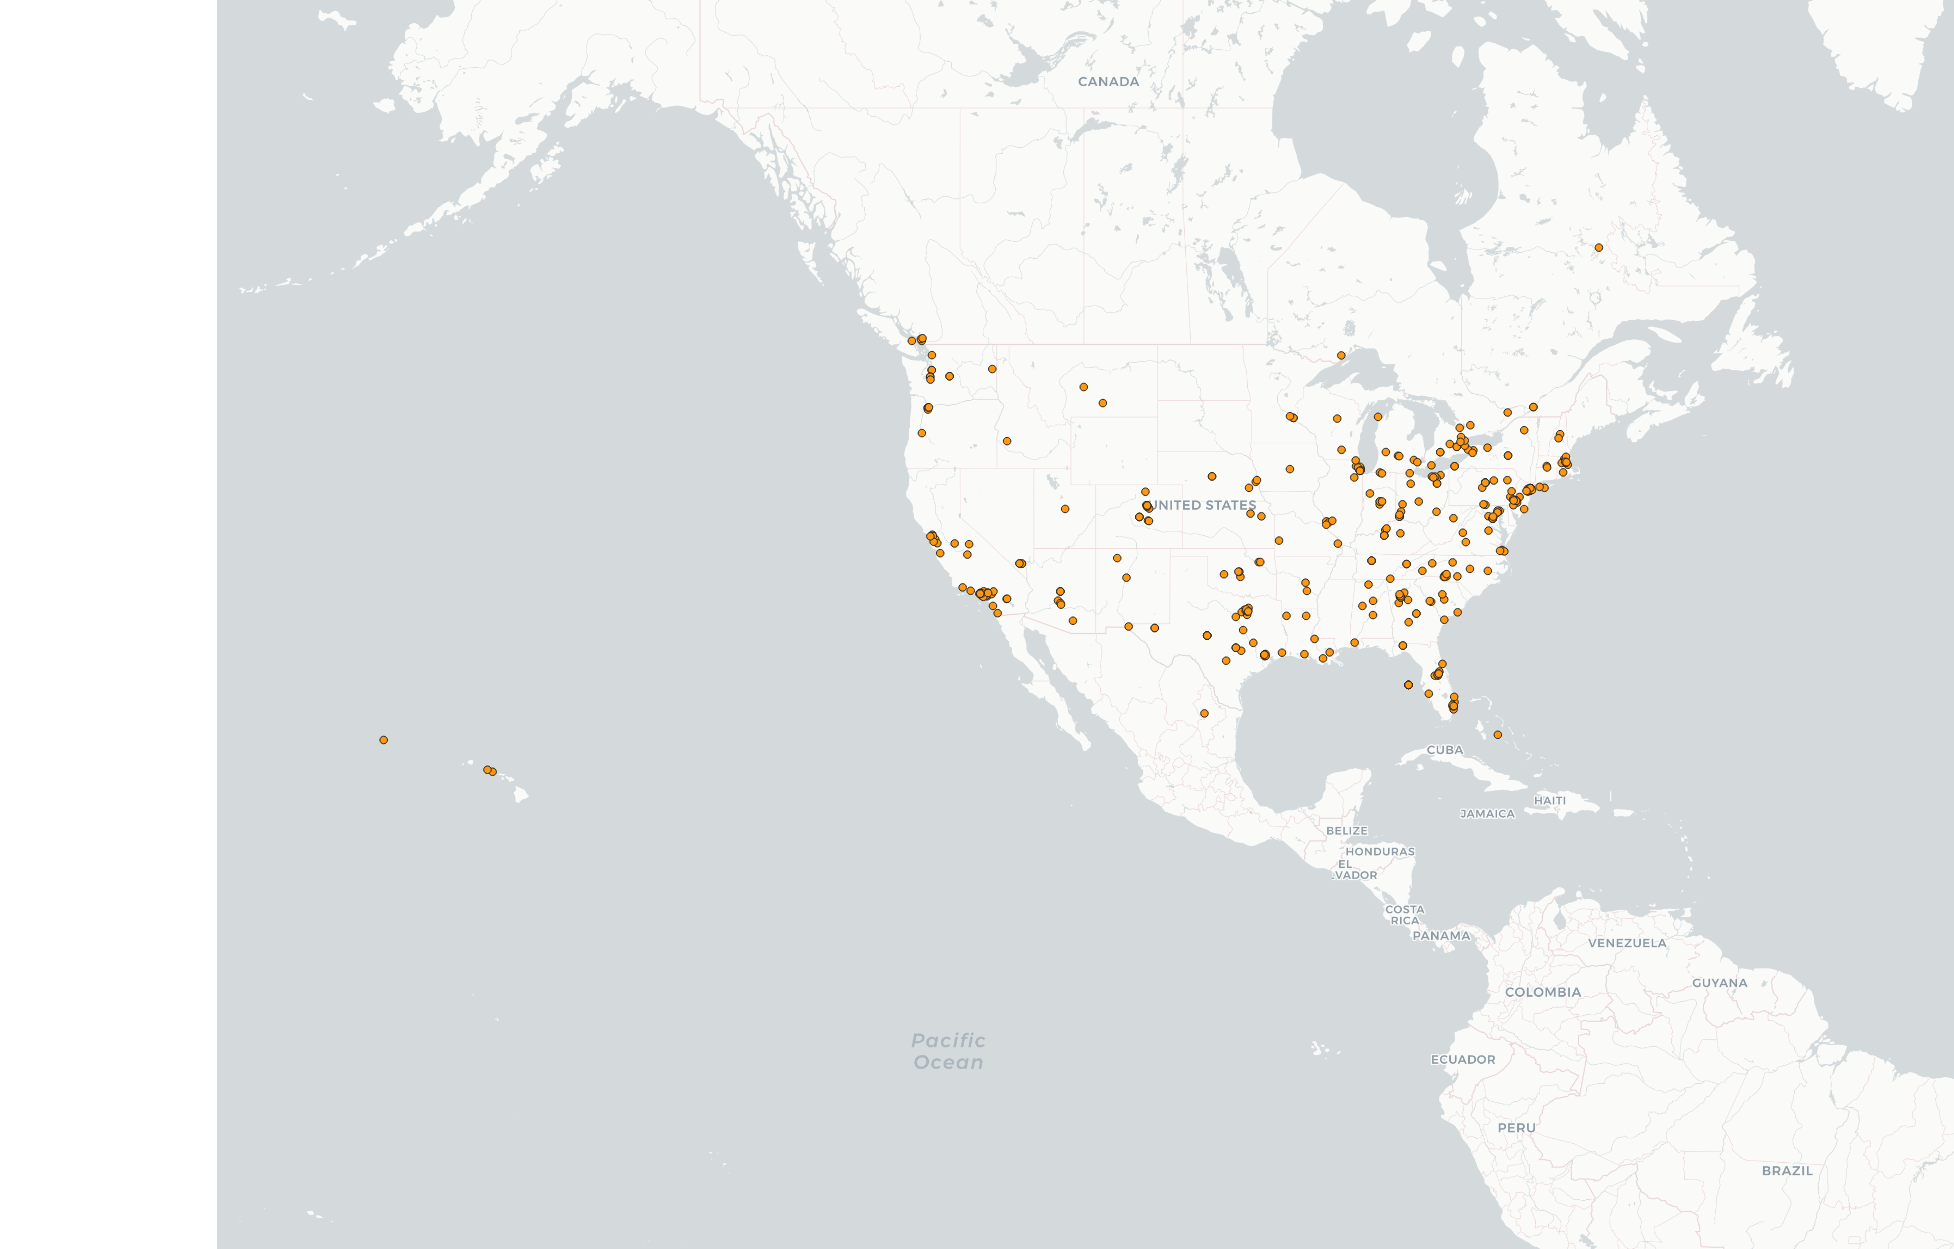 CANADA
UNITED STATES
CUBA
HAITI
JAMAICA
BELIZE
HONDURAS
EL
.VADOR
COSTA
RICA
PANAMA
VENEZUELA
GUYANA
COLOMBIA
Pacific
Ocean
ECUADOR
PERU
BRAZIL